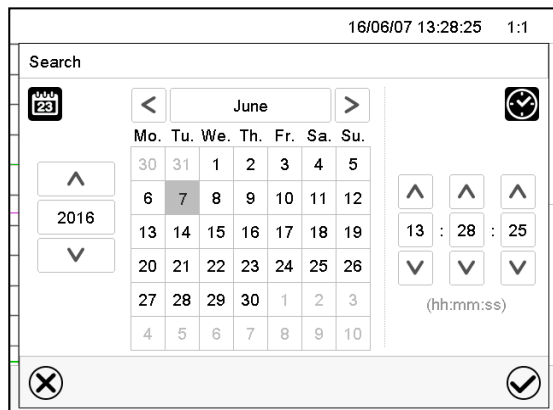 16/06/07 13:28:25 1:1
Search
23
< June >
Mo. Tu. We. Th. Fr. Sa. Su.
30 31 1 2 3 4 5
6 7 8 9 10 11 12
13 14 15 16 17 18 19
20 21 22 23 24 25 26
27 28 29 30 1 2 3
4 5 6 7 8 9 10
2016
13 : 28 : 25
(hh:mm:ss)